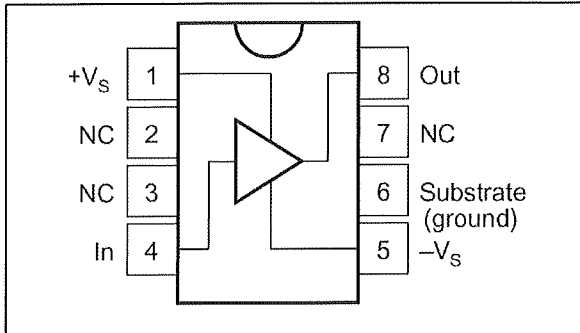 +VS 1 8 Out
NC 2 7 NC
NC 3 6 Substrate
(ground)
In 4 5 –VS